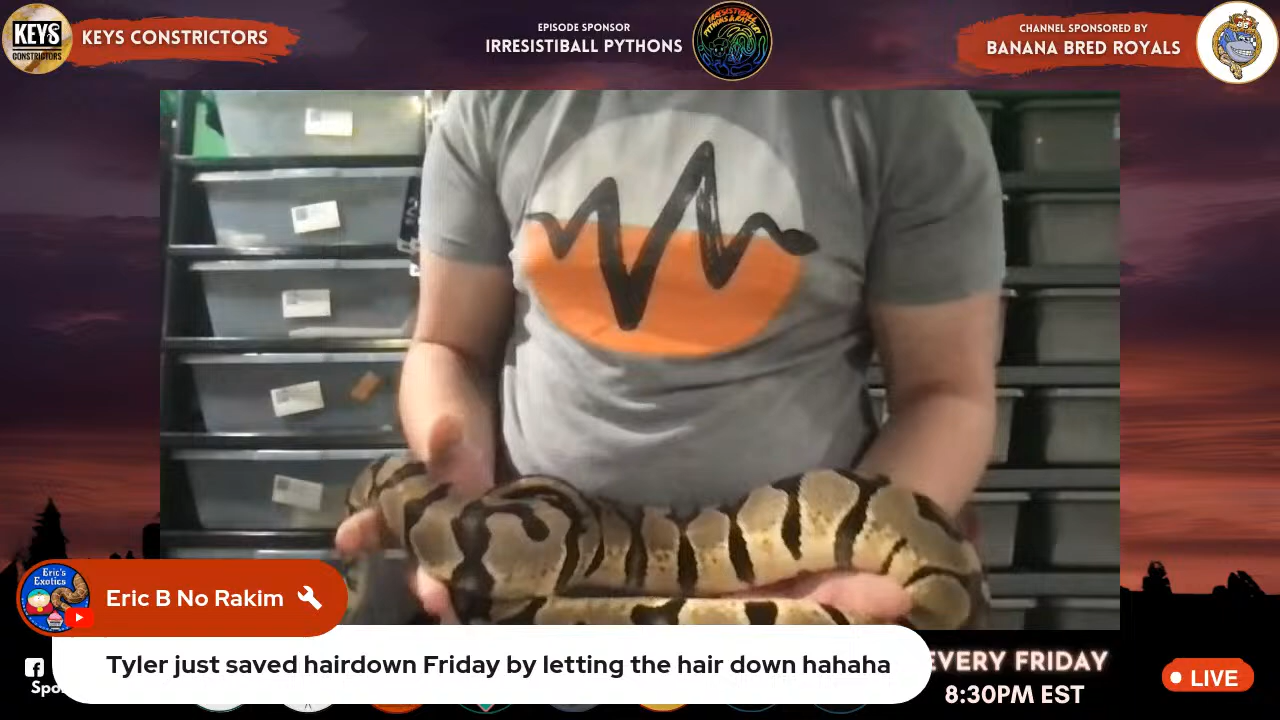 KEYS
CONSTRICTORS
KEYS CONSTRICTORS
EPISODE SPONSOR
IRRESISTIBALL PYTHONS
CHANNEL SPONSORED BY
BANANA BRED ROYALS
Eric's
Exotics
Eric B No Rakim
Tyler just saved hairdown Friday by letting the hair down hahaha
Spo
EVERY FRIDAY
8:30PM EST
LIVE